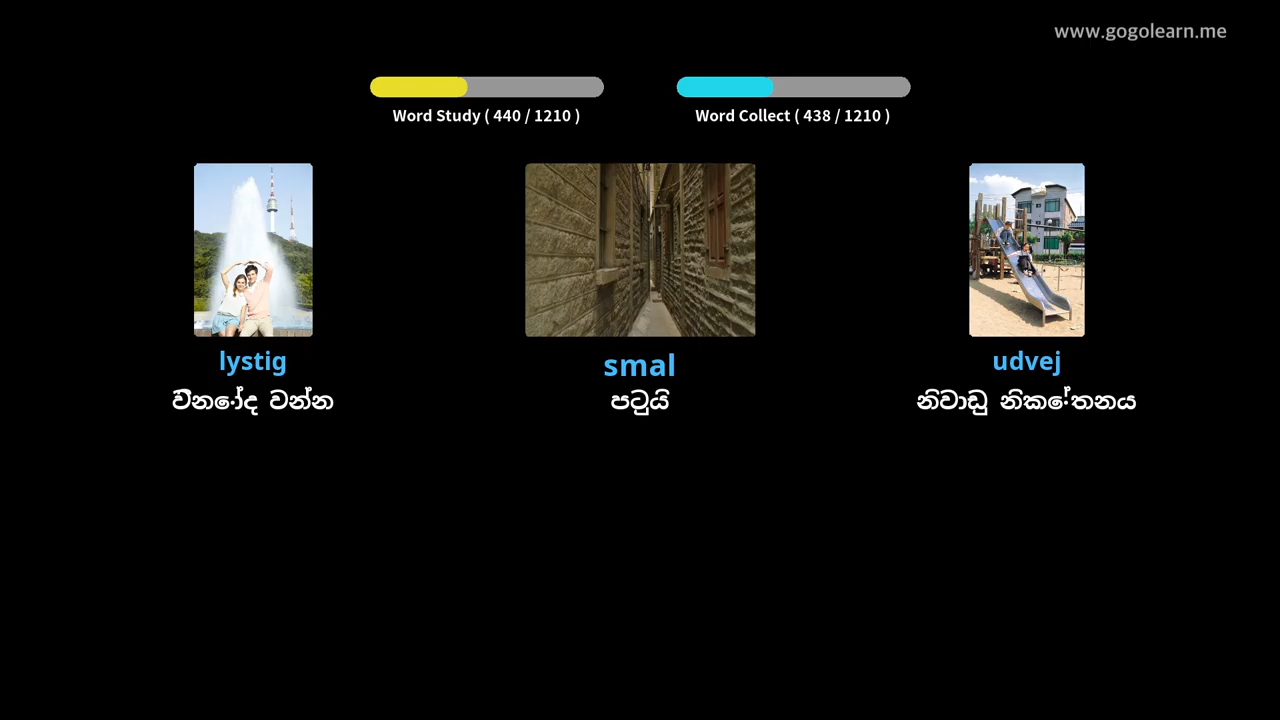 www.gogolearn.me
Word Study ( 440 / 1210 )
Word Collect ( 438 / 1210 )
lystig
smal
udvej
විනෝද වන්න
පටුයි
නිවාඩු නිකේතනය